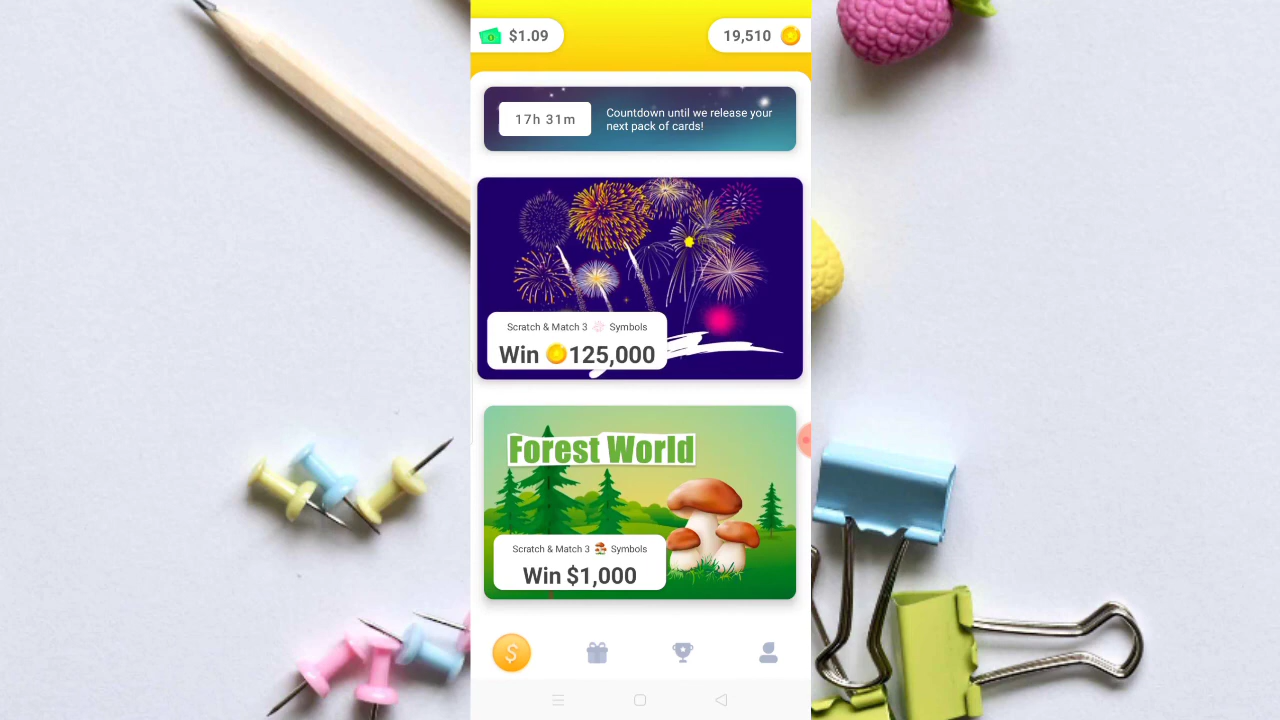 $1.09
19,510
17h 31m
Countdown until we release your
next pack of cards!
Scratch & Match 3 Symbols
Win 125,000
Forest World
Scratch & Match 3 Symbols
Win $1,000